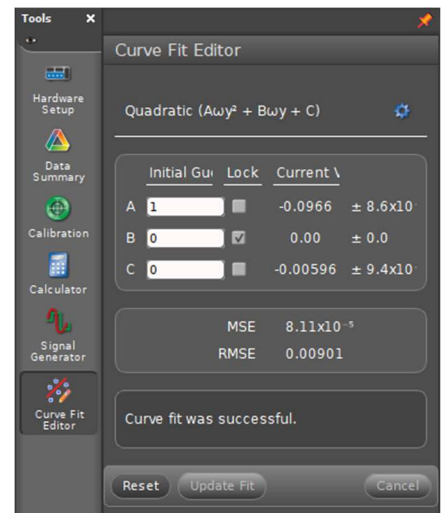 Tools
Curve Fit Editor
Hardware
Setup
Data
Summary
Calibration
Calculator
Signal
Generator
Curve Fit
Editor
Quadratic (Aωy² + Bωy + C)
Initial Gu Lock Current
A 1 -0.0966 ± 8.6x10
B 0 0.00 ± 0.0
C 0 -0.00596 ± 9.4x10
MSE 8.11x10⁻⁵
RMSE 0.00901
Curve fit was successful.
Reset Update Fit Cancel